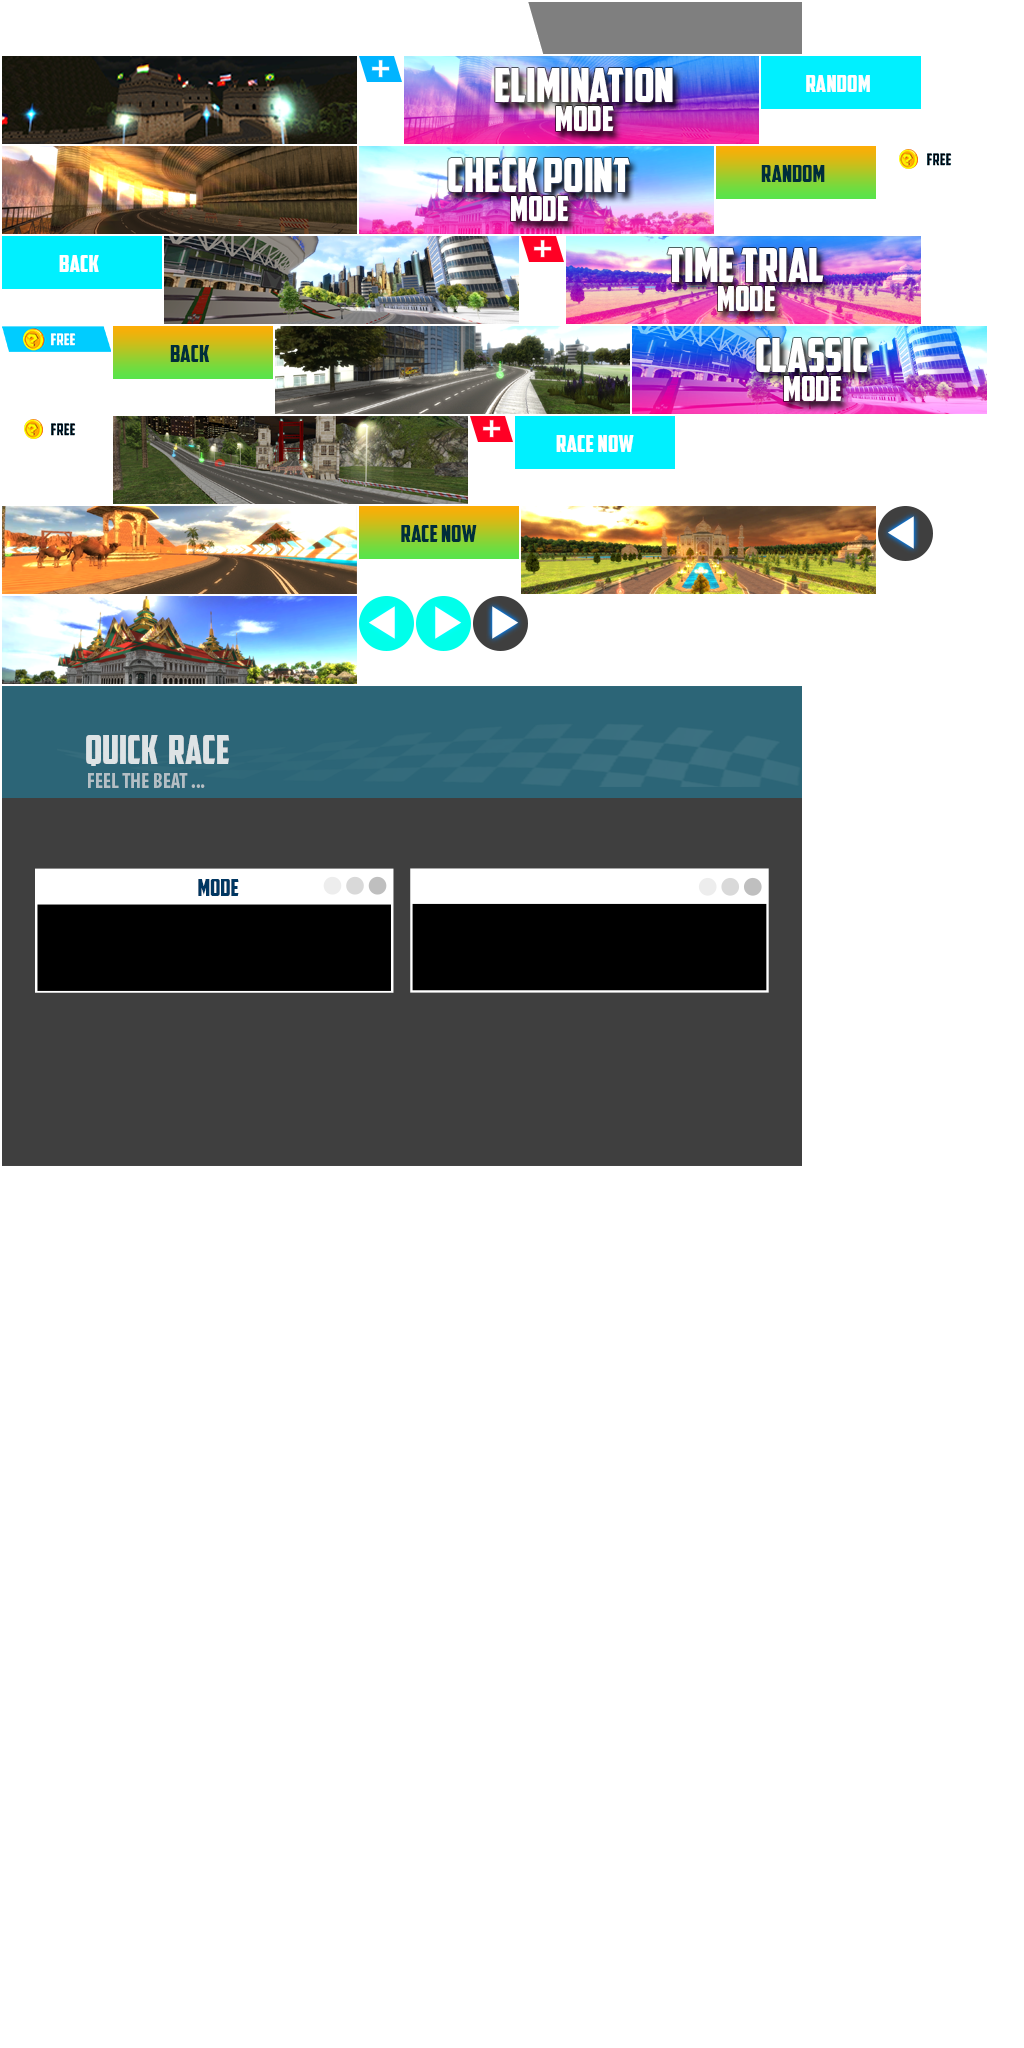 ELIMINATION
MODE
RANDOM
CHECK POINT
MODE
RANDOM
FREE
BACK
TIME TRIAL
MODE
FREE
BACK
CLASSIC
MODE
FREE
RACE NOW
RACE NOW
QUICK RACE
FEEL THE BEAT ...
MODE